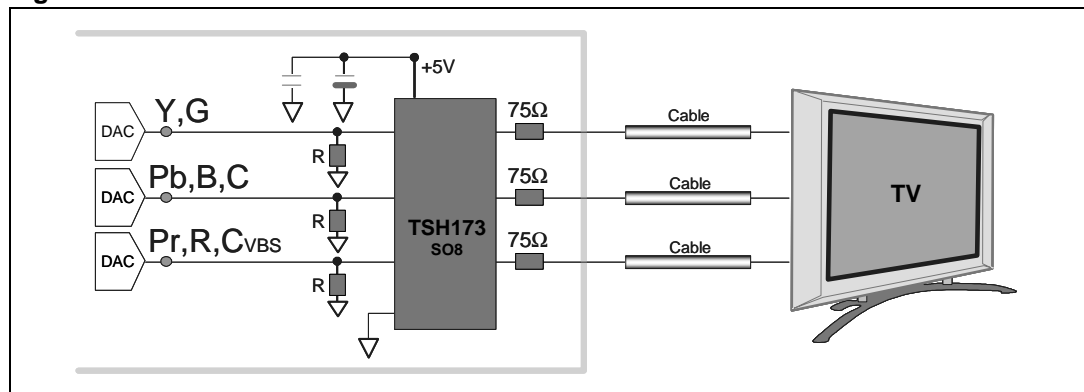 +5V
DAC
Y,G
R
75Ω
Cable
DAC
Pb,B,C
R
75Ω
Cable
DAC
Pr,R,CVBS
R
75Ω
Cable
TSH173
SO8
TV